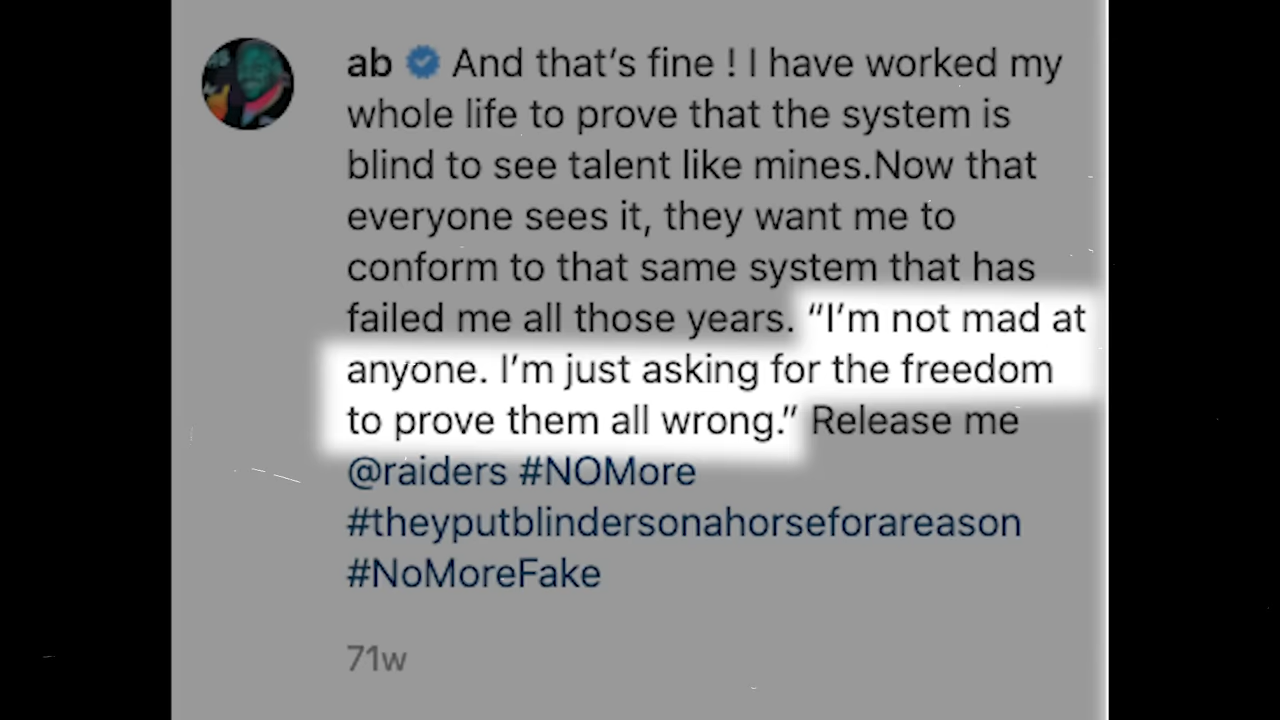 ab And that's fine ! I have worked my
whole life to prove that the system is
blind to see talent like mines.Now that
everyone sees it, they want me to
conform to that same system that has
failed me all those years. “I’m not mad at
anyone. I’m just asking for the freedom
to prove them all wrong.” Release me
@raiders #NOMore
#theyputblindersonahorseforareason
#NoMoreFake
71w